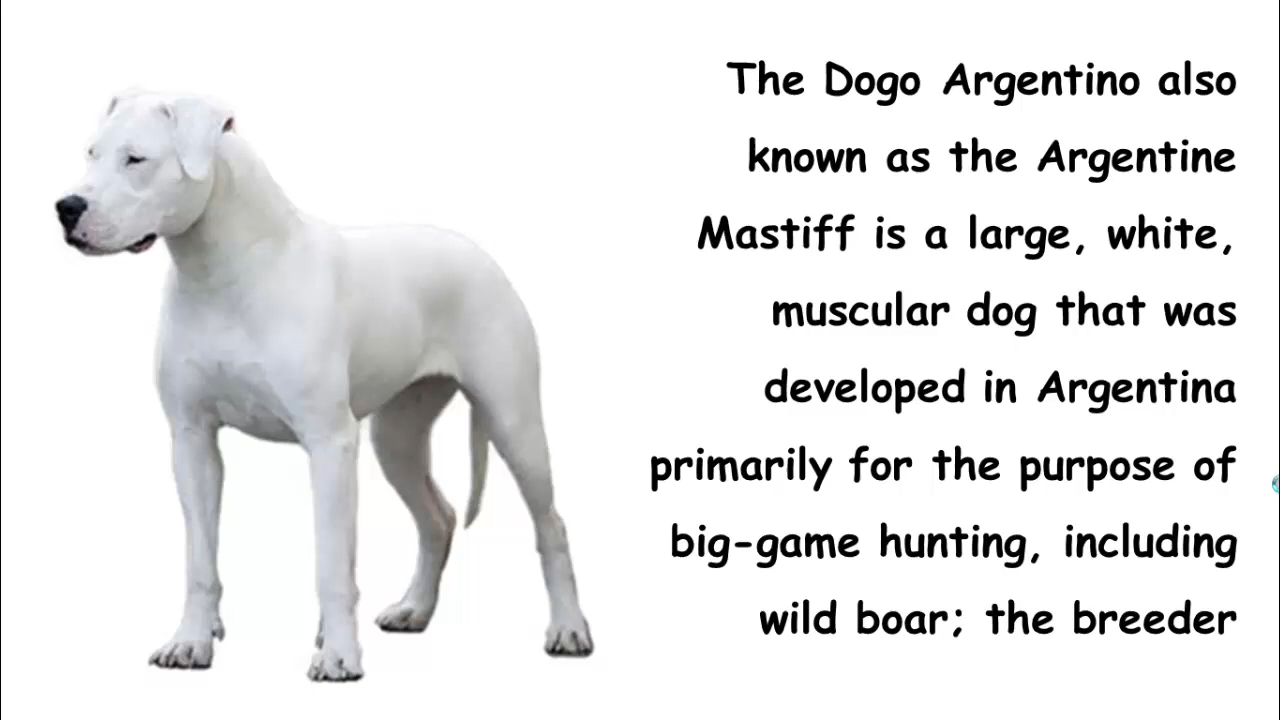 The Dogo Argentino also
known as the Argentine
Mastiff is a large, white,
muscular dog that was
developed in Argentina
primarily for the purpose of
big-game hunting, including
wild boar; the breeder